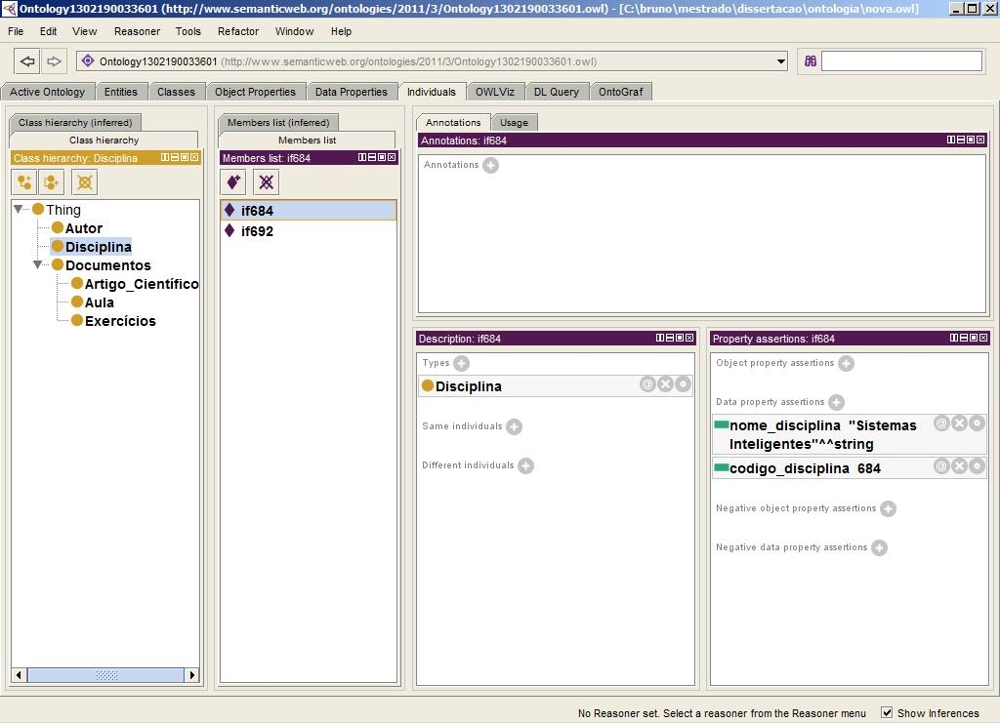 Ontology1302190033601 (http://www.semanticweb.org/ontologies/2011/3/Ontology1302190033601.owl) - [C:\bruno\mestrado\dissertacao\ontologia\nova.owl]
File Edit View Reasoner Tools Refactor Window Help
Ontology1302190033601 (http://www.semanticweb.org/ontologies/2011/3/Ontology1302190033601.owl)
Active Ontology Entities Classes Object Properties Data Properties Individuals OWLViz DL Query OntoGraf
Class hierarchy (inferred)
Class hierarchy
Class hierarchy: Disciplina
Thing
Autor
Disciplina
Documentos
Artigo_Científico
Aula
Exercícios
Members list (inferred)
Members list
Members list: if684
if684
if692
Annotations Usage
Annotations: if684
Annotations
Description: if684
Types
Disciplina
Same individuals
Different individuals
Property assertions: if684
Object property assertions
Data property assertions
nome_disciplina "Sistemas
Inteligentes"^^string
codigo_disciplina 684
Negative object property assertions
Negative data property assertions
No Reasoner set. Select a reasoner from the Reasoner menu Show Inferences